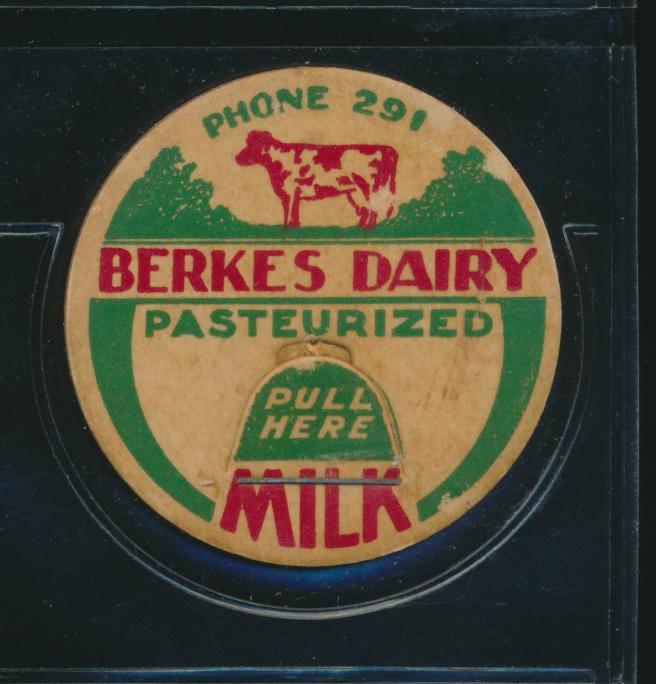 PHONE 291
BERKES DAIRY
PASTEURIZED
PULL
HERE
MILK